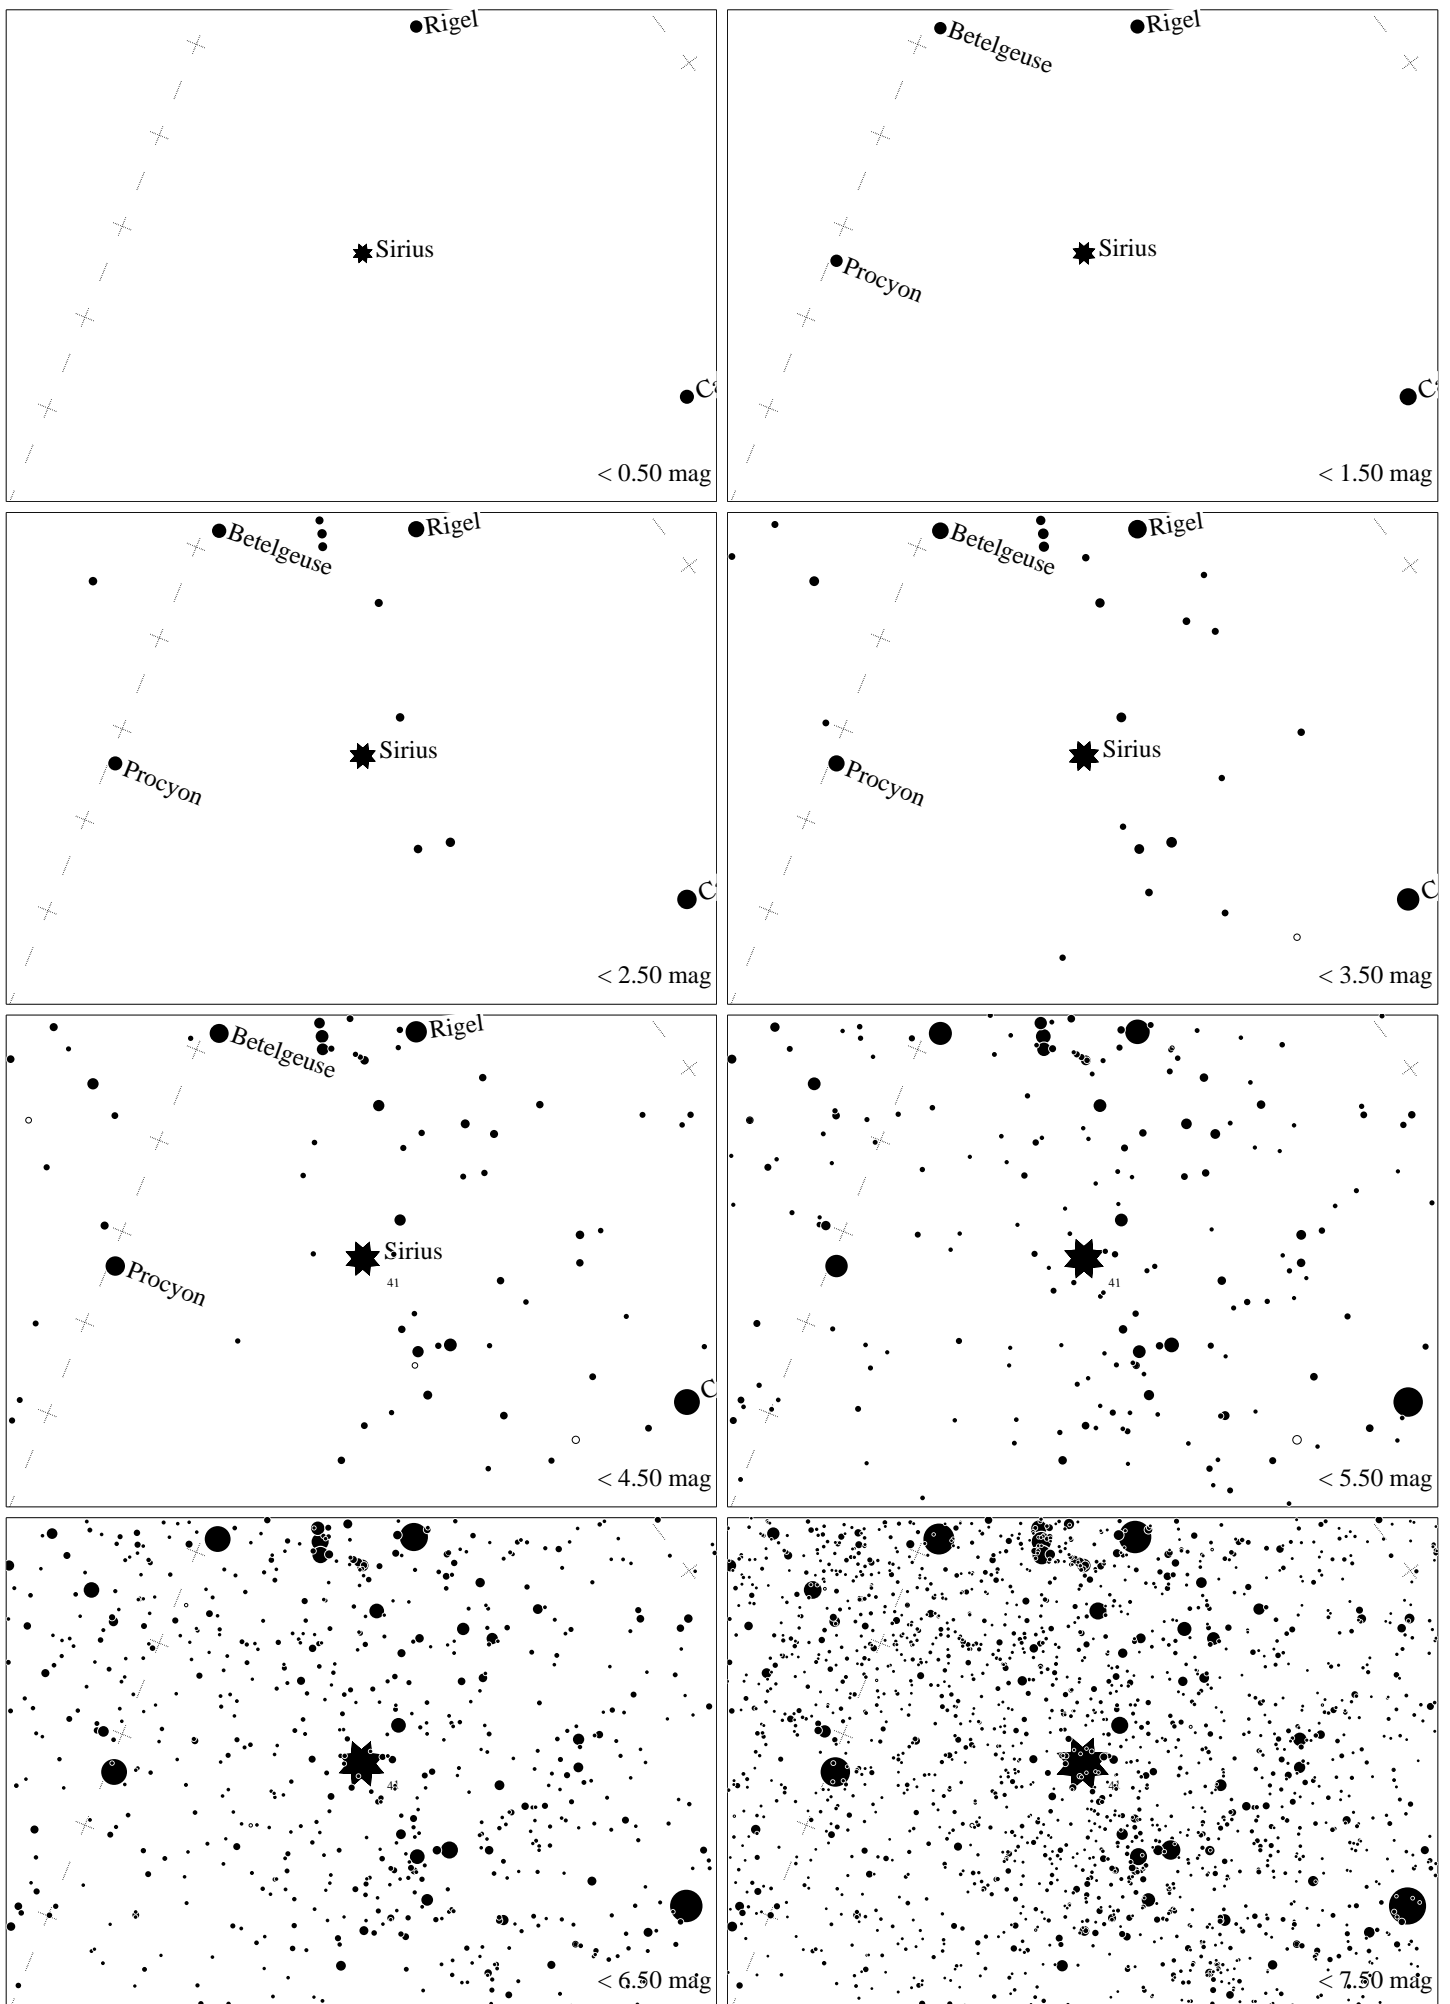 Rigel
Sirius
< 0.50 mag
Betelgeuse
Rigel
Sirius
Procyon
C
< 1.50 mag
Betelgeuse
Rigel
Sirius
Procyon
C
< 2.50 mag
Betelgeuse
Rigel
Sirius
Procyon
C
< 3.50 mag
Betelgeuse
Rigel
Sirius
41
Procyon
C
< 4.50 mag
41
< 5.50 mag
41
< 6.50 mag
41
< 7.50 mag